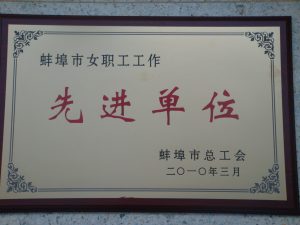 蚌埠市女职工工作
先进单位
蚌埠市总工会
二〇一〇年三月